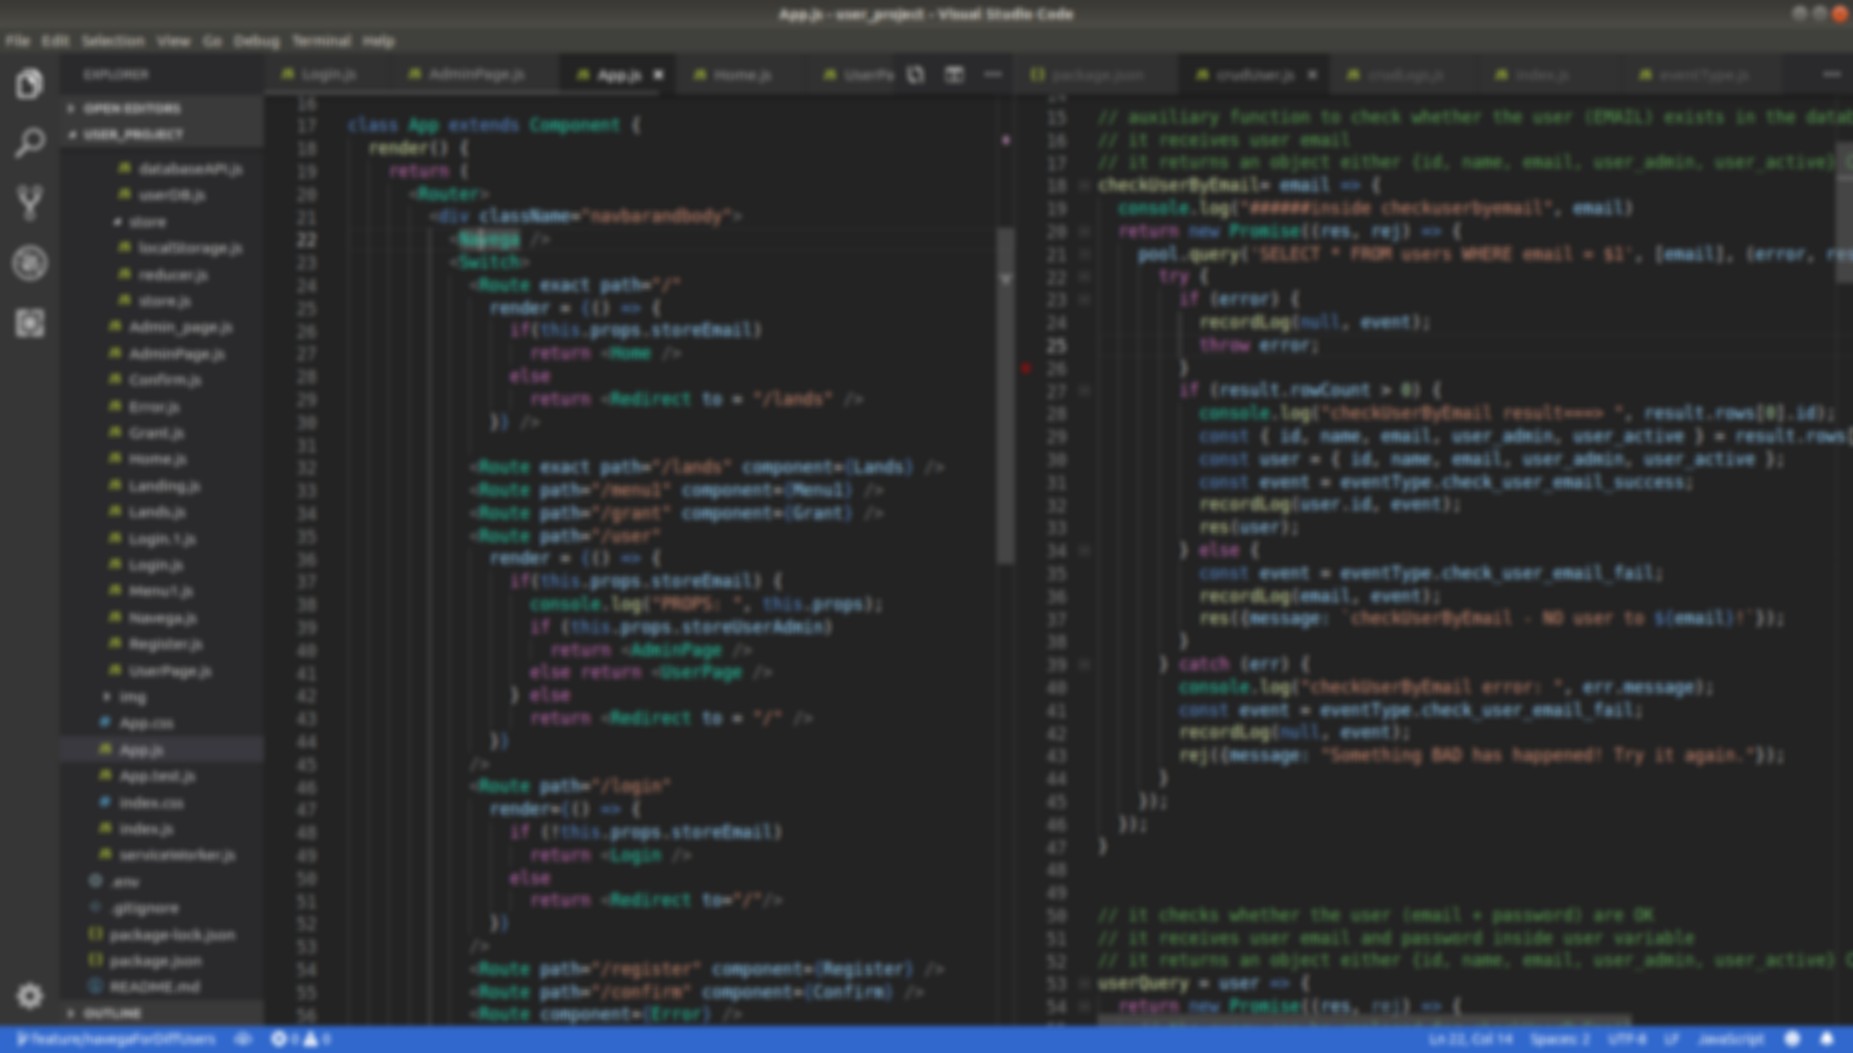 App.js - user_project - Visual Studio Code
File Edit Selection View Go Debug Terminal Help
EXPLORER
OPEN EDITORS
USER_PROJECT
databaseAPI.js
userDB.js
store
localStorage.js
reducer.js
store.js
Admin_page.js
AdminPage.js
Confirm.js
Error.js
Grant.js
Home.js
Landing.js
Lands.js
Login.1.js
Login.js
Menu1.js
Navega.js
Register.js
UserPage.js
img
App.css
App.js
App.test.js
index.css
index.js
serviceWorker.js
.env
.gitignore
package-lock.json
package.json
README.md
OUTLINE
Login.js AdminPage.js App.js Home.js UserPa
16
17 class App extends Component {
18 render() {
19 return (
20 <Router>
21 <div className="navbarandbody">
22 <Navega />
23 <Switch>
24 <Route exact path="/"
25 render = {() => {
26 if(this.props.storeEmail)
27 return <Home />
28 else
29 return <Redirect to = "/lands" />
30 }} />
31
32 <Route exact path="/lands" component={Lands} />
33 <Route path="/menu1" component={Menu1} />
34 <Route path="/grant" component={Grant} />
35 <Route path="/user"
36 render = {() => {
37 if(this.props.storeEmail) {
38 console.log("PROPS: ", this.props);
39 if (this.props.storeUserAdmin)
40 return <AdminPage />
41 else return <UserPage />
42 } else
43 return <Redirect to = "/" />
44 }}
45 />
46 <Route path="/login"
47 render={() => {
48 if (!this.props.storeEmail)
49 return <Login />
50 else
51 return <Redirect to="/"/>
52 }}
53 />
54 <Route path="/register" component={Register} />
55 <Route path="/confirm" component={Confirm} />
56 <Route component={Error} />
package.json crudUser.js crudLogs.js index.js eventType.js
14
15 // auxiliary function to check whether the user (EMAIL) exists in the datab
16 // it receives user email
17 // it returns an object either {id, name, email, user_admin, user_active} O
18 checkUserByEmail= email => {
19 console.log("######inside checkuserbyemail", email)
20 return new Promise((res, rej) => {
21 pool.query('SELECT * FROM users WHERE email = $1', [email], (error, res
22 try {
23 if (error) {
24 recordLog(null, event);
25 throw error;
26 }
27 if (result.rowCount > 0) {
28 console.log("checkUserByEmail result===> ", result.rows[0].id);
29 const { id, name, email, user_admin, user_active } = result.rows[
30 const user = { id, name, email, user_admin, user_active };
31 const event = eventType.check_user_email_success;
32 recordLog(user.id, event);
33 res(user);
34 } else {
35 const event = eventType.check_user_email_fail;
36 recordLog(email, event);
37 res({message: `checkUserByEmail - NO user to ${email}!`});
38 }
39 } catch (err) {
40 console.log("checkUserByEmail error: ", err.message);
41 const event = eventType.check_user_email_fail;
42 recordLog(null, event);
43 rej({message: "Something BAD has happened! Try it again."});
44 }
45 });
46 });
47 }
48
49
50 // it checks whether the user (email + password) are OK
51 // it receives user email and password inside user variable
52 // it returns an object either {id, name, email, user_admin, user_active} O
53 userQuery = user => {
54 return new Promise((res, rej) => {
feature/navegaForDiffUsers 0 0 Ln 22, Col 14 Spaces: 2 UTF-8 LF JavaScript